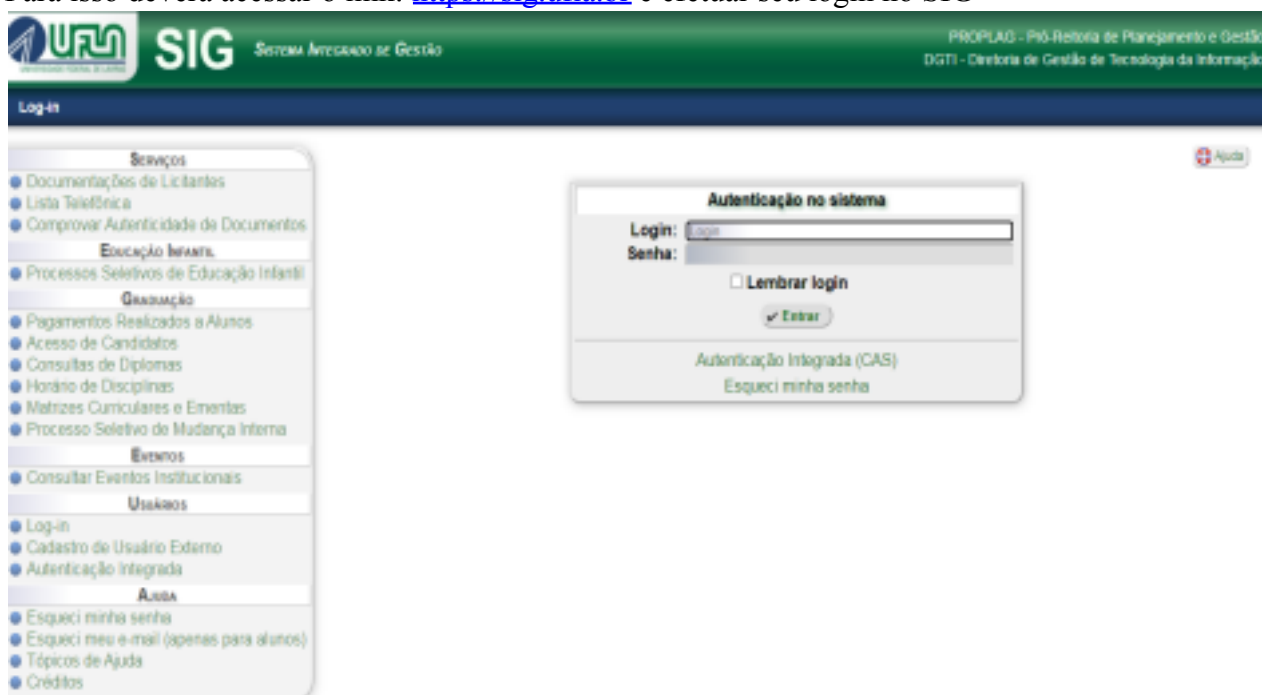 Para isso deverá acessar o link: https://sig.ufla.br e efetuar seu login no SIG
UFLA
UNIVERSIDADE FEDERAL DE LAVRAS
SIG Sistema Integrado de Gestão
PROPLAG - Pró-Reitoria de Planejamento e Gestão
DGTI - Diretoria de Gestão de Tecnologia da Informação
Log-in
Ajuda
Serviços
Documentações de Licitantes
Lista Telefônica
Comprovar Autenticidade de Documentos
Educação Infantil
Processos Seletivos de Educação Infantil
Graduação
Pagamentos Realizados a Alunos
Acesso de Candidatos
Consultas de Diplomas
Horário de Disciplinas
Matrizes Curriculares e Ementas
Processo Seletivo de Mudança Interna
Eventos
Consultar Eventos Institucionais
Usuários
Log-in
Cadastro de Usuário Externo
Autenticação Integrada
Ajuda
Esqueci minha senha
Esqueci meu e-mail (apenas para alunos)
Tópicos de Ajuda
Créditos
Autenticação no sistema
Login: Login
Senha:
Lembrar login
Entrar
Autenticação Integrada (CAS)
Esqueci minha senha